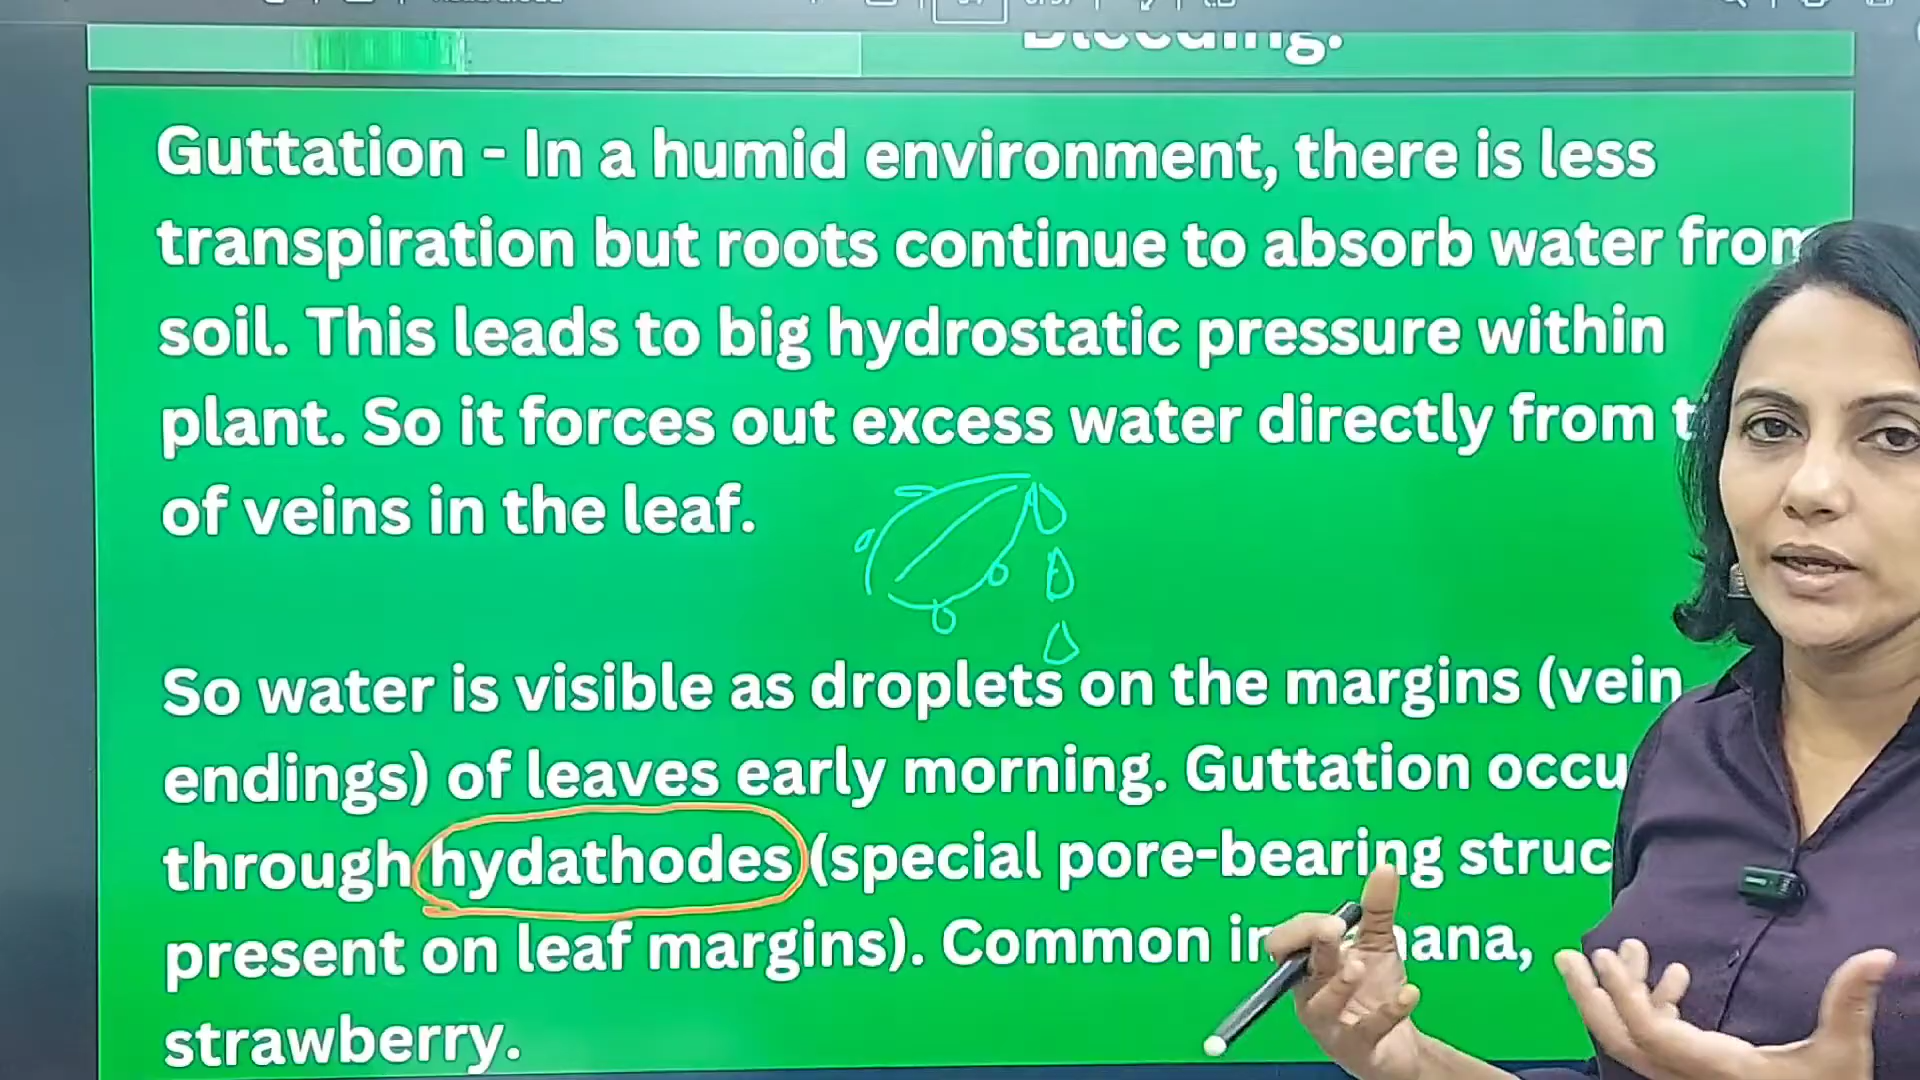 Bleeding.
Guttation - In a humid environment, there is less
transpiration but roots continue to absorb water from
soil. This leads to big hydrostatic pressure within
plant. So it forces out excess water directly from
of veins in the leaf.
So water is visible as droplets on the margins (vein
endings) of leaves early morning. Guttation
through hydathodes (special pore-bearing
present on leaf margins). Common in
strawberry.